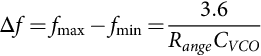 Δf = f_max − f_min = 3.6 / (R_ange C_VCO)